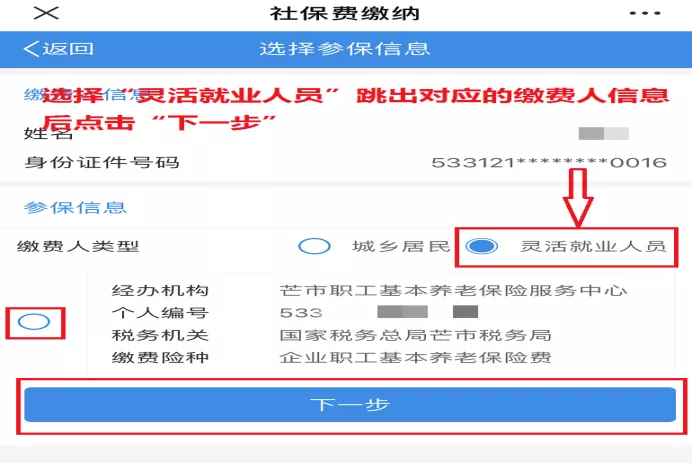 社保费缴纳
返回
选择参保信息
选择“灵活就业人员”跳出对应的缴费人信息
后点击“下一步”
姓名
身份证件号码 533121********0016
参保信息
缴费人类型 城乡居民 灵活就业人员
经办机构 芒市职工基本养老保险服务中心
个人编号 533
税务机关 国家税务总局芒市税务局
缴费险种 企业职工基本养老保险费
下一步